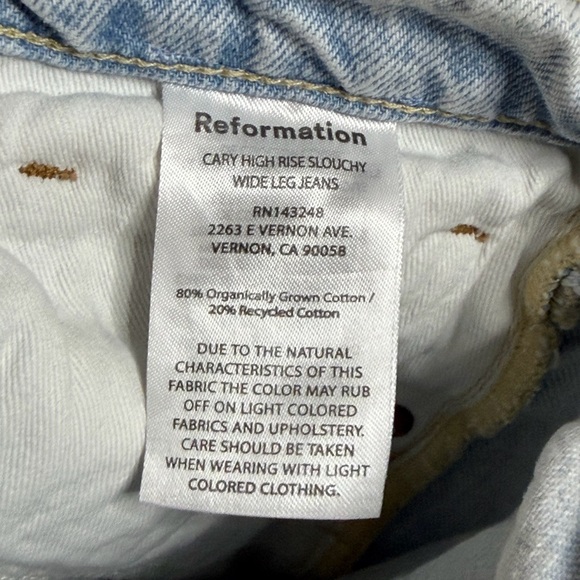 Reformation
CARY HIGH RISE SLOUCHY
WIDE LEG JEANS
RN143248
2263 E VERNON AVE.
VERNON, CA 90058
80% Organically Grown Cotton /
20% Recycled Cotton
DUE TO THE NATURAL
CHARACTERISTICS OF THIS
FABRIC THE COLOR MAY RUB
OFF ON LIGHT COLORED
FABRICS AND UPHOLSTERY.
CARE SHOULD BE TAKEN
WHEN WEARING WITH LIGHT
COLORED CLOTHING.